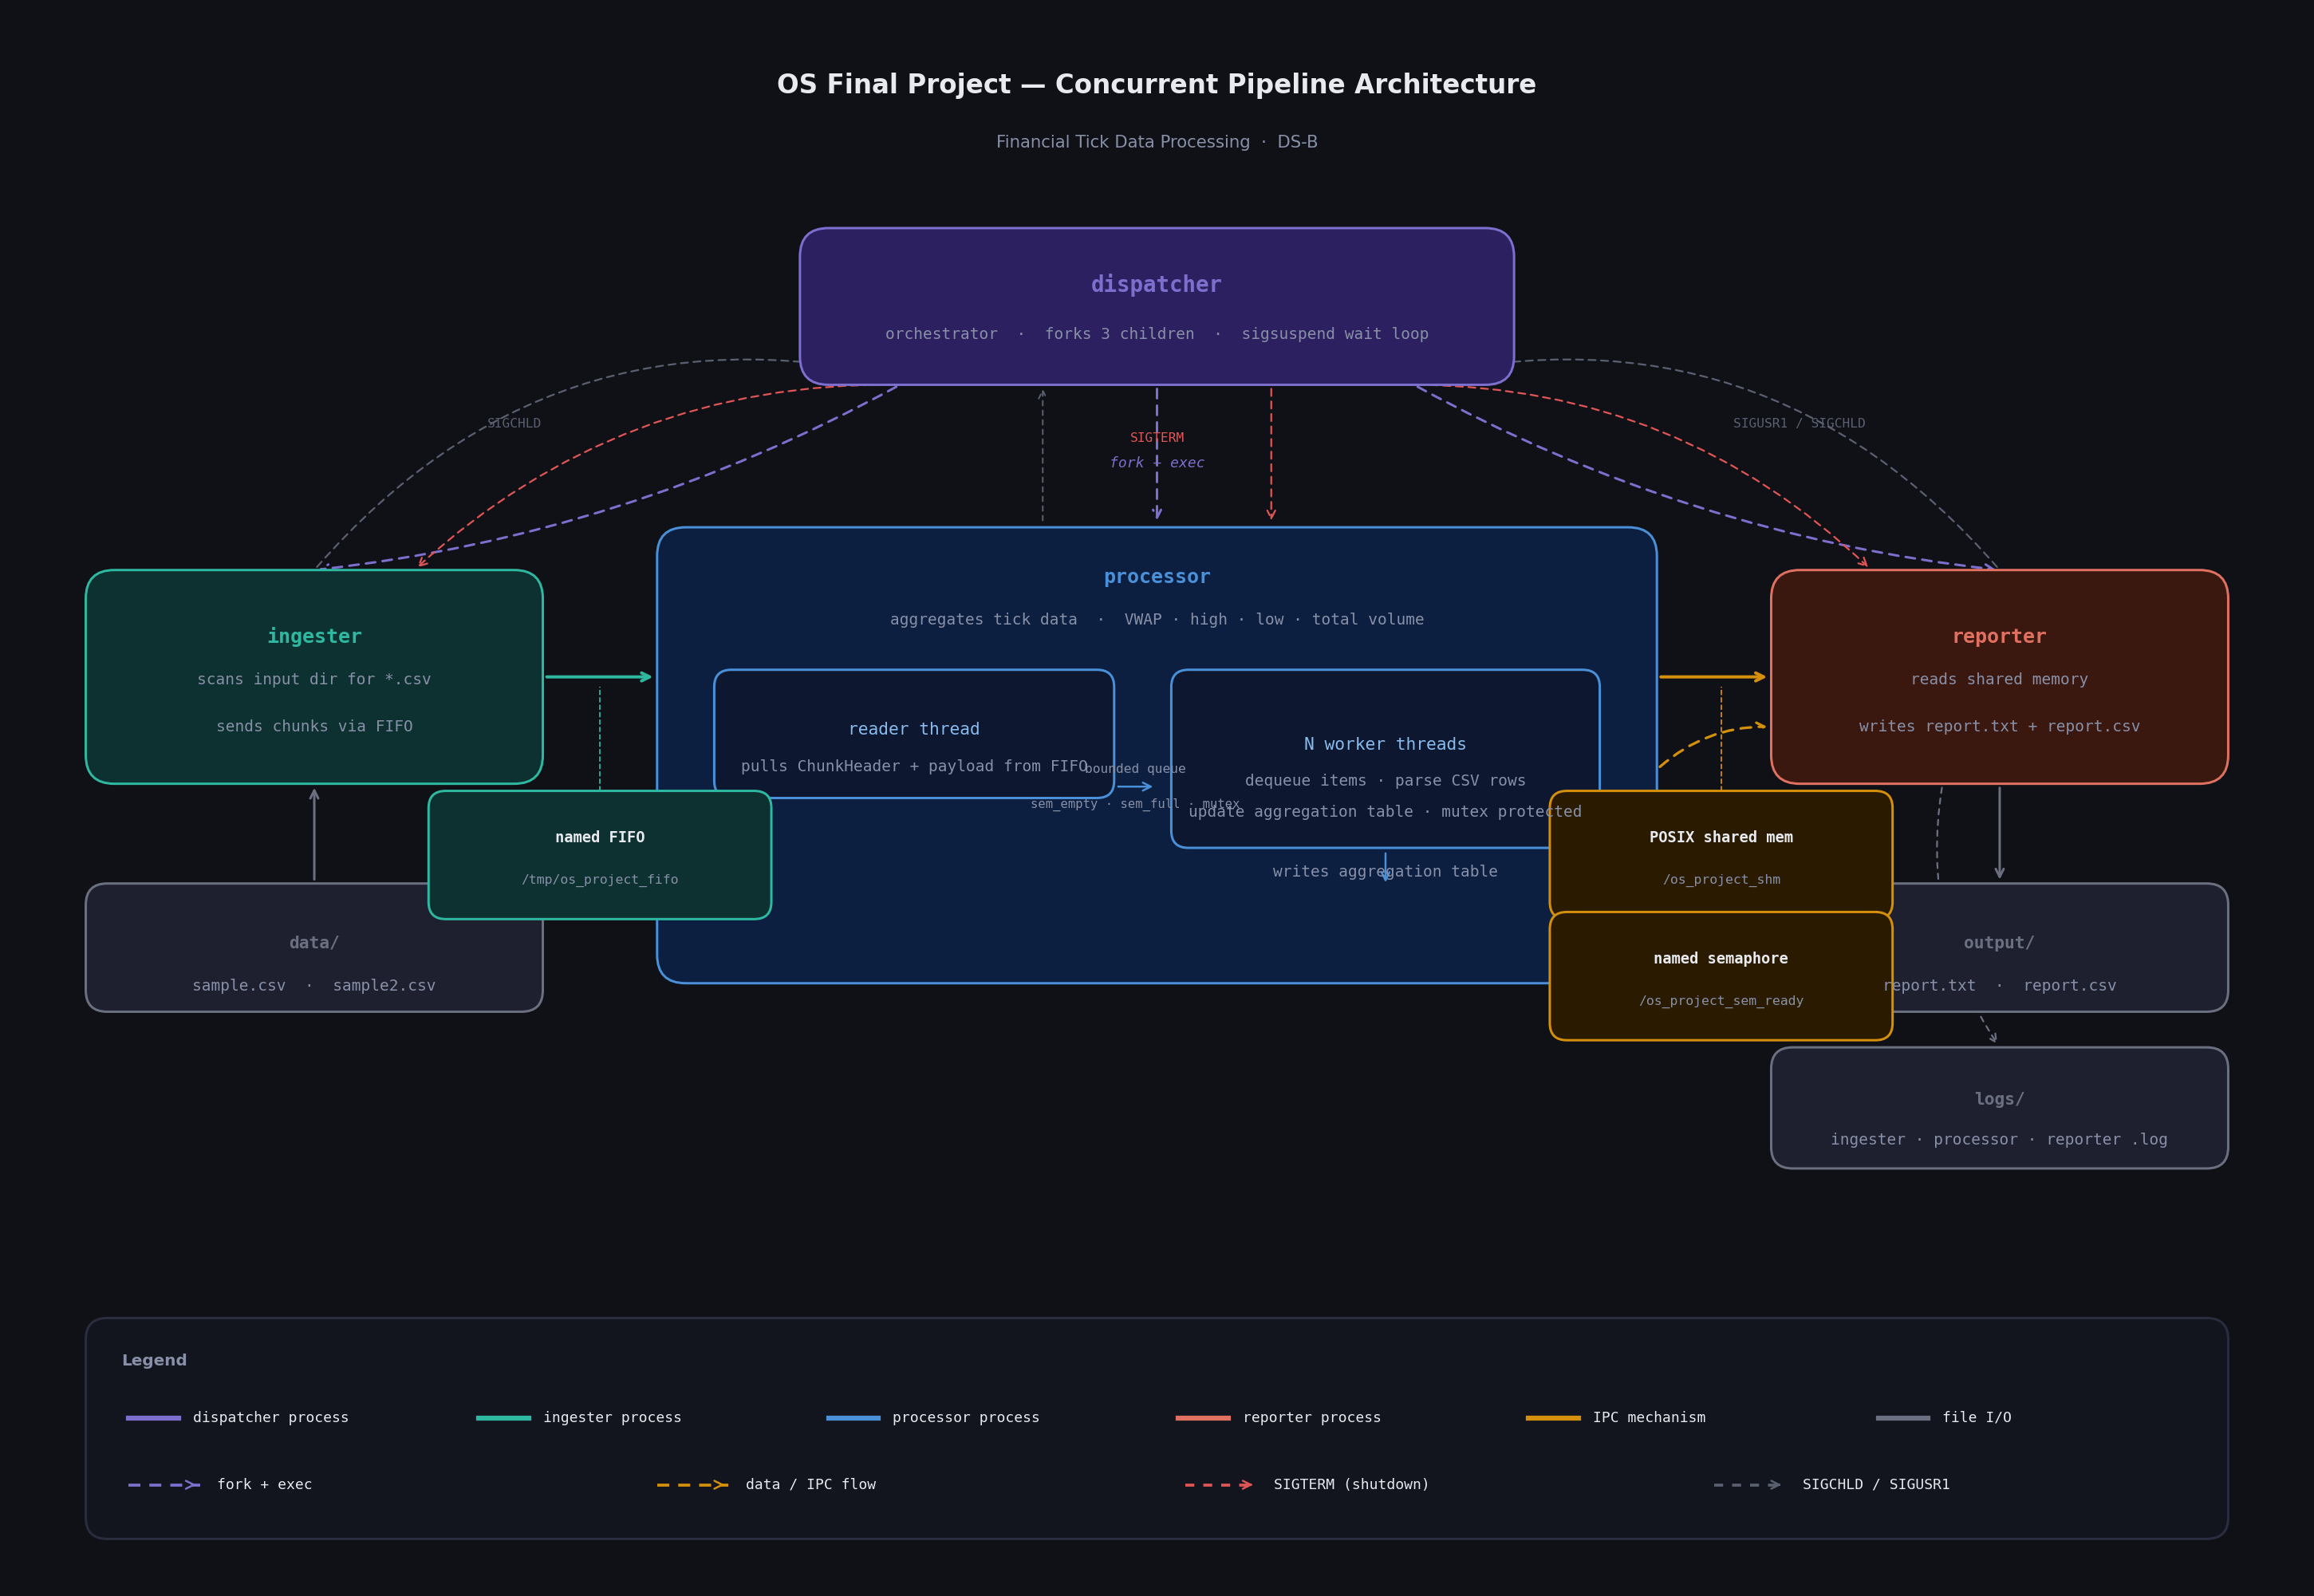 OS Final Project — Concurrent Pipeline Architecture
Financial Tick Data Processing · DS-B
dispatcher
orchestrator · forks 3 children · sigsuspend wait loop
SIGCHLD
SIGUSR1 / SIGCHLD
SIGTERM
fork + exec
processor
aggregates tick data · VWAP · high · low · total volume
ingester
scans input dir for *.csv
sends chunks via FIFO
reader thread
pulls ChunkHeader + payload from FIFO
bounded queue
sem_empty · sem_full · mutex
N worker threads
dequeue items · parse CSV rows
update aggregation table · mutex protected
writes aggregation table
reporter
reads shared memory
writes report.txt + report.csv
named FIFO
/tmp/os_project_fifo
POSIX shared mem
/os_project_shm
named semaphore
/os_project_sem_ready
data/
sample.csv · sample2.csv
output/
report.txt · report.csv
logs/
ingester · processor · reporter .log
Legend
dispatcher process
ingester process
processor process
reporter process
IPC mechanism
file I/O
fork + exec
data / IPC flow
SIGTERM (shutdown)
SIGCHLD / SIGUSR1